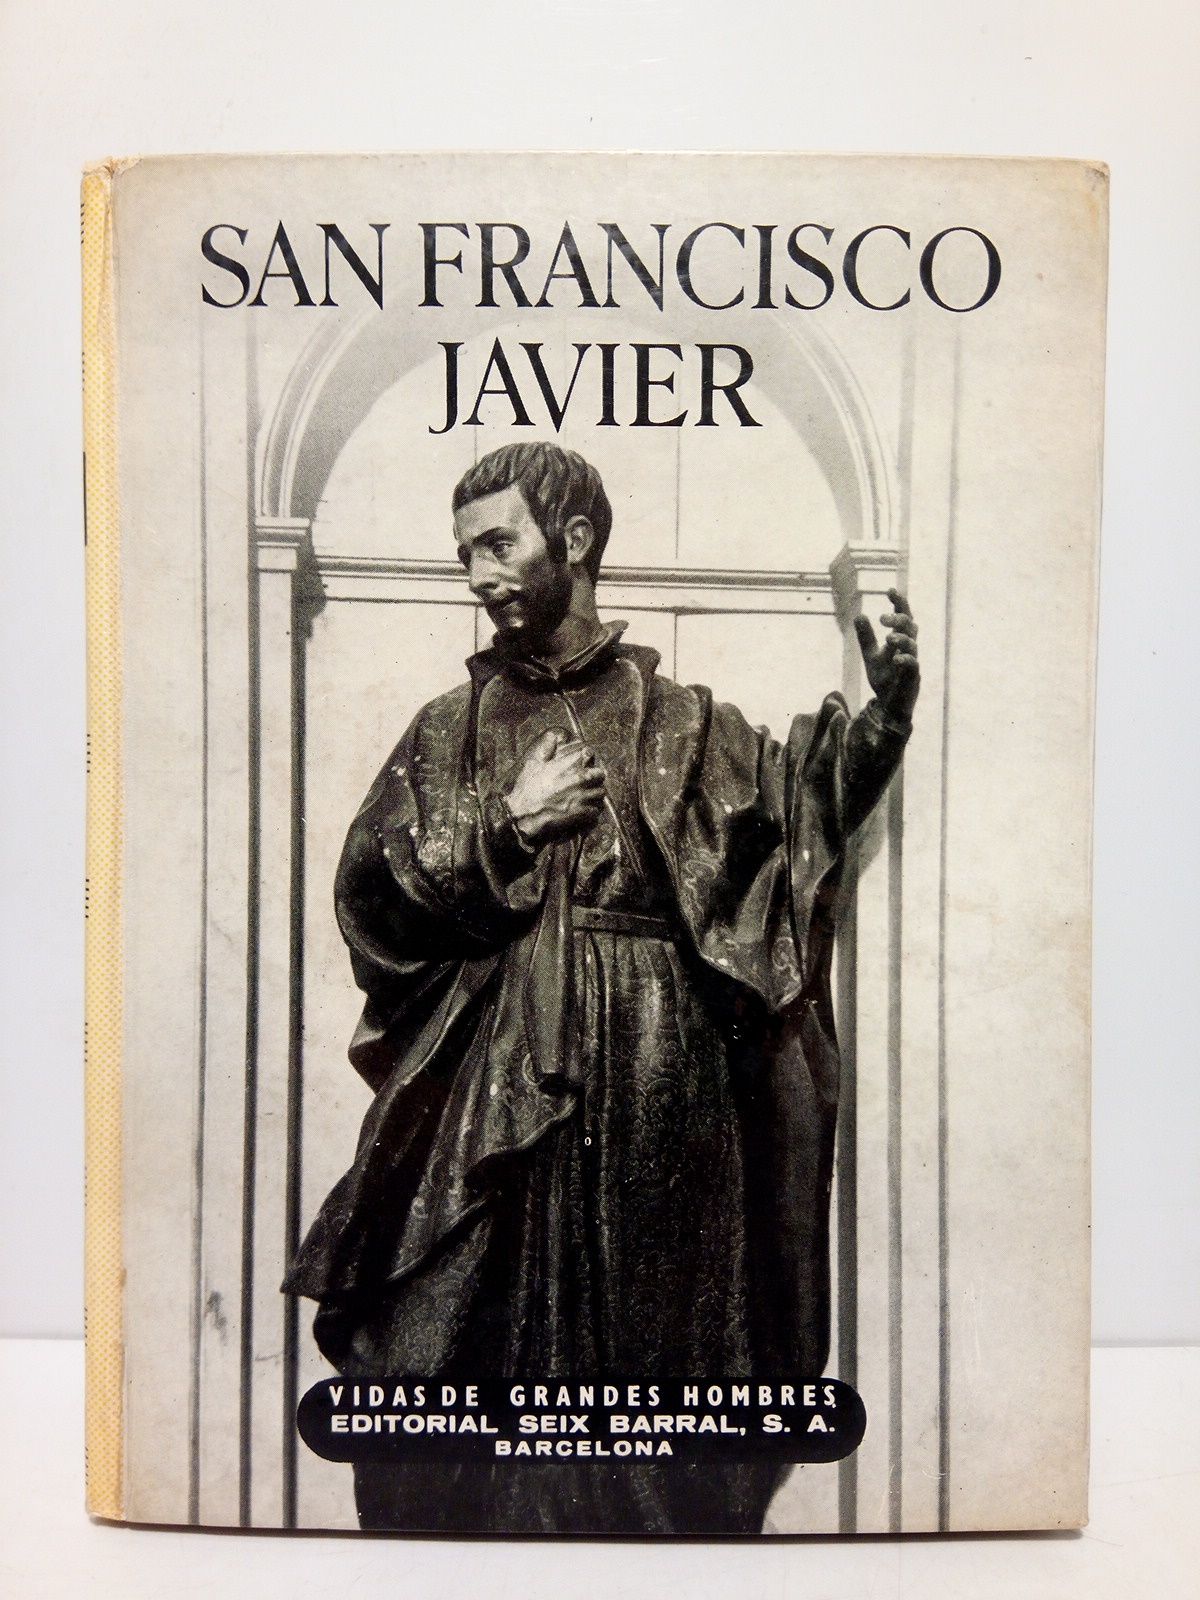 SAN FRANCISCO
JAVIER
VIDAS DE GRANDES HOMBRES
EDITORIAL SEIX BARRAL, S. A.
BARCELONA